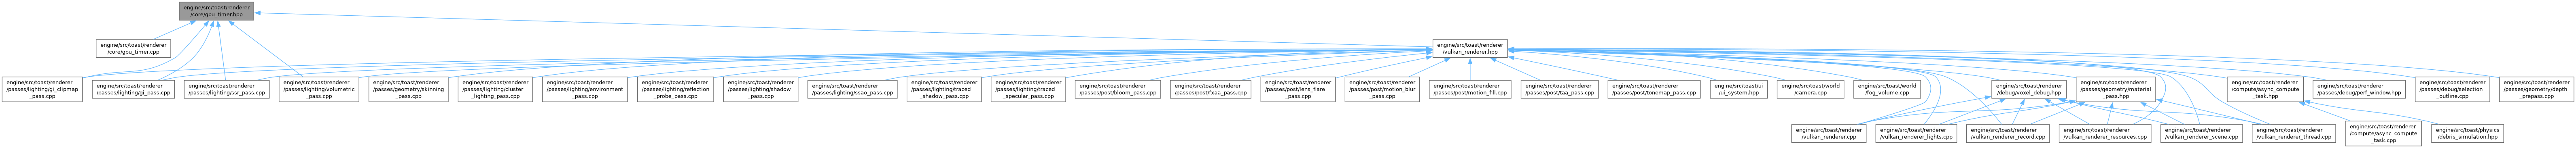 engine/src/toast/renderer
/core/gpu_timer.hpp
engine/src/toast/renderer
/core/gpu_timer.cpp
engine/src/toast/renderer
/vulkan_renderer.hpp
engine/src/toast/renderer
/passes/lighting/gi_clipmap
_pass.cpp
engine/src/toast/renderer
/passes/lighting/gi_pass.cpp
engine/src/toast/renderer
/passes/lighting/ssr_pass.cpp
engine/src/toast/renderer
/passes/lighting/volumetric
_pass.cpp
engine/src/toast/renderer
/passes/geometry/skinning
_pass.cpp
engine/src/toast/renderer
/passes/lighting/cluster
_lighting_pass.cpp
engine/src/toast/renderer
/passes/lighting/environment
_pass.cpp
engine/src/toast/renderer
/passes/lighting/reflection
_probe_pass.cpp
engine/src/toast/renderer
/passes/lighting/shadow
_pass.cpp
engine/src/toast/renderer
/passes/lighting/ssao_pass.cpp
engine/src/toast/renderer
/passes/lighting/traced
_shadow_pass.cpp
engine/src/toast/renderer
/passes/lighting/traced
_specular_pass.cpp
engine/src/toast/renderer
/passes/post/bloom_pass.cpp
engine/src/toast/renderer
/passes/post/fxaa_pass.cpp
engine/src/toast/renderer
/passes/post/lens_flare
_pass.cpp
engine/src/toast/renderer
/passes/post/motion_blur
_pass.cpp
engine/src/toast/renderer
/passes/post/motion_fill.cpp
engine/src/toast/renderer
/passes/post/taa_pass.cpp
engine/src/toast/renderer
/passes/post/tonemap_pass.cpp
engine/src/toast/ui
/ui_system.hpp
engine/src/toast/world
/camera.cpp
engine/src/toast/world
/fog_volume.cpp
engine/src/toast/renderer
/debug/voxel_debug.hpp
engine/src/toast/renderer
/passes/geometry/material
_pass.hpp
engine/src/toast/renderer
/compute/async_compute
_task.hpp
engine/src/toast/renderer
/passes/debug/perf_window.hpp
engine/src/toast/renderer
/passes/debug/selection
_outline.cpp
engine/src/toast/renderer
/passes/geometry/depth
_prepass.cpp
engine/src/toast/renderer
/vulkan_renderer.cpp
engine/src/toast/renderer
/vulkan_renderer_lights.cpp
engine/src/toast/renderer
/vulkan_renderer_record.cpp
engine/src/toast/renderer
/vulkan_renderer_resources.cpp
engine/src/toast/renderer
/vulkan_renderer_scene.cpp
engine/src/toast/renderer
/vulkan_renderer_thread.cpp
engine/src/toast/renderer
/compute/async_compute
_task.cpp
engine/src/toast/physics
/debris_simulation.hpp